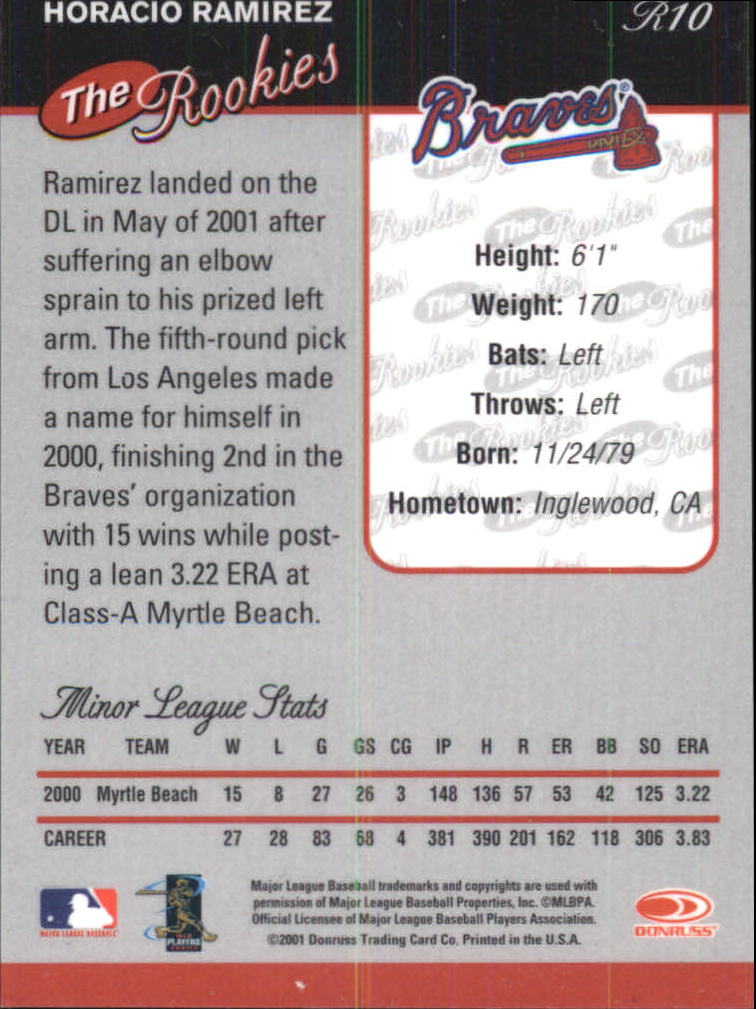 HORACIO RAMIREZ
R10
The Rookies
Braves
Ramirez landed on the
DL in May of 2001 after
suffering an elbow
sprain to his prized left
arm. The fifth-round pick
from Los Angeles made
a name for himself in
2000, finishing 2nd in the
Braves' organization
with 15 wins while post-
ing a lean 3.22 ERA at
Class-A Myrtle Beach.
Height: 6'1"
Weight: 170
Bats: Left
Throws: Left
Born: 11/24/79
Hometown: Inglewood, CA
Minor League Stats
YEAR TEAM W L G GS CG IP H R ER BB SO ERA
2000 Myrtle Beach 15 8 27 26 3 148 136 57 53 42 125 3.22
CAREER 27 28 83 68 4 381 390 201 162 118 306 3.83
Major League Baseball trademarks and copyrights are used with
permission of Major League Baseball Properties, Inc. ©MLBPA.
Official Licensee of Major League Baseball Players Association.
©2001 Donruss Trading Card Co. Printed in the U.S.A.
MAJOR LEAGUE BASEBALL
PLAYERS
DONRUSS